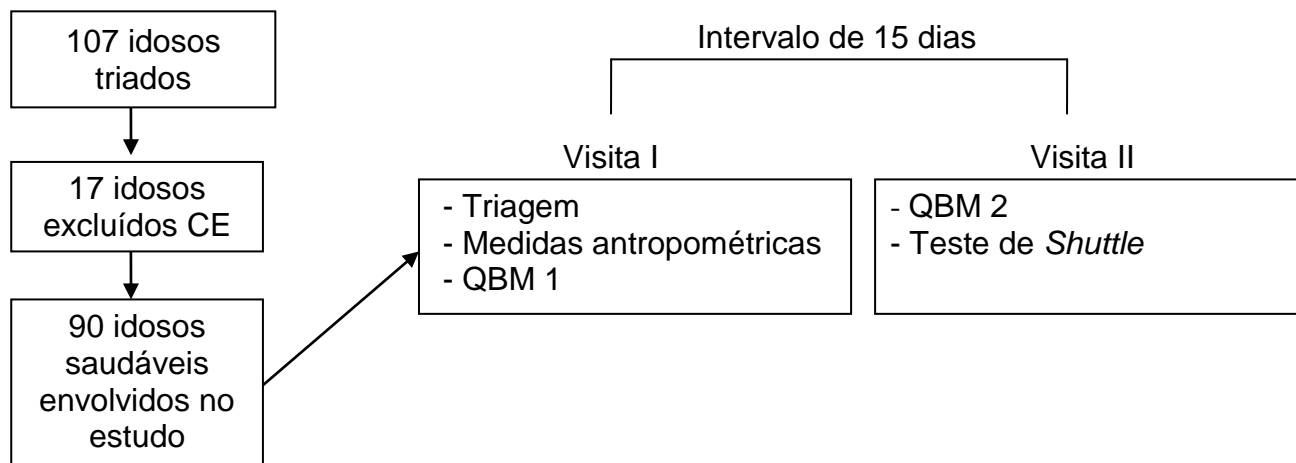 107 idosos
triados
17 idosos
excluídos CE
90 idosos
saudáveis
envolvidos no
estudo
Intervalo de 15 dias
Visita I
- Triagem
- Medidas antropométricas
- QBM 1
Visita II
- QBM 2
- Teste de Shuttle